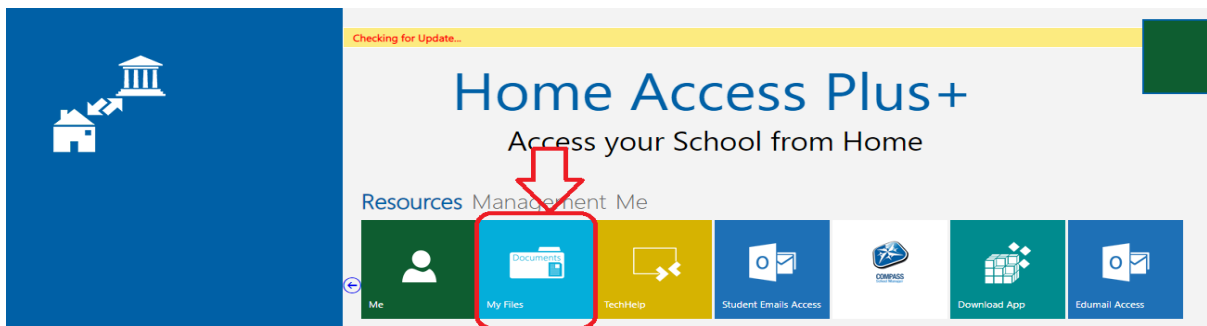 Checking for Update...
Home Access Plus+
Access your School from Home
Resources Management Me
Documents
COMPASS
Me
My Files
TechHelp
Student Emails Access
Download App
Edumail Access